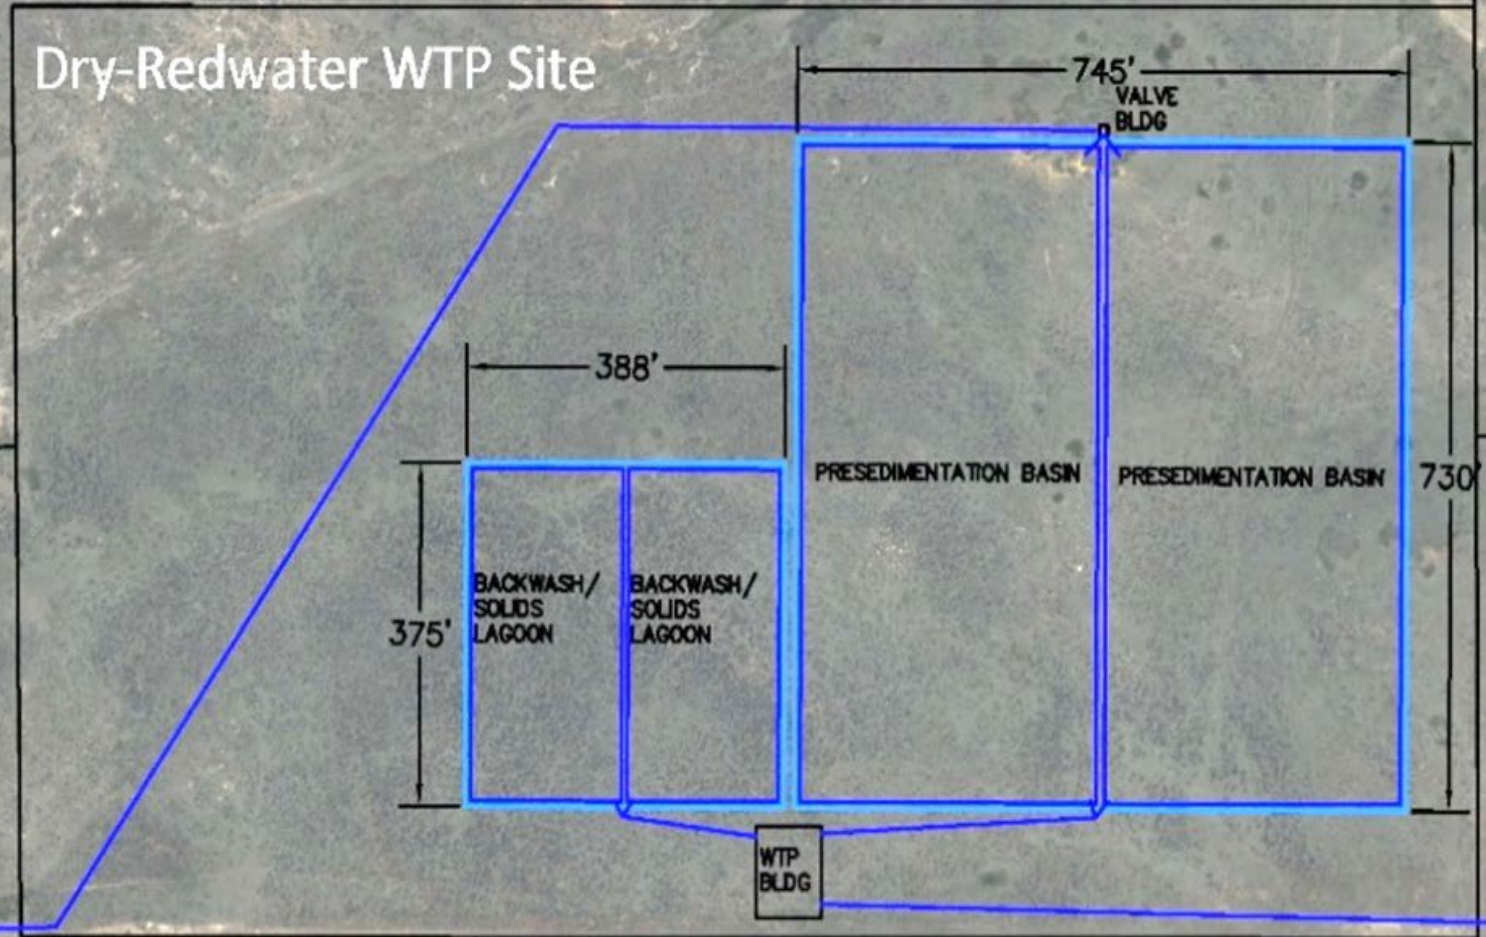 Dry-Redwater WTP Site
745'
VALVE
BLDG
388'
PRESEDIMENTATION BASIN
PRESEDIMENTATION BASIN
730'
BACKWASH/
SOLIDS
LAGOON
BACKWASH/
SOLIDS
LAGOON
375'
WTP
BLDG